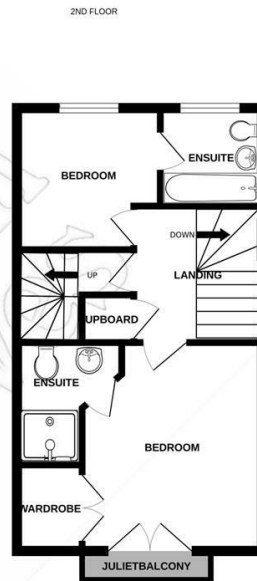 2ND FLOOR
ENSUITE
BEDROOM
DOWN
LANDING
UP
UPBOARD
ENSUITE
BEDROOM
WARDROBE
JULIETBALCONY